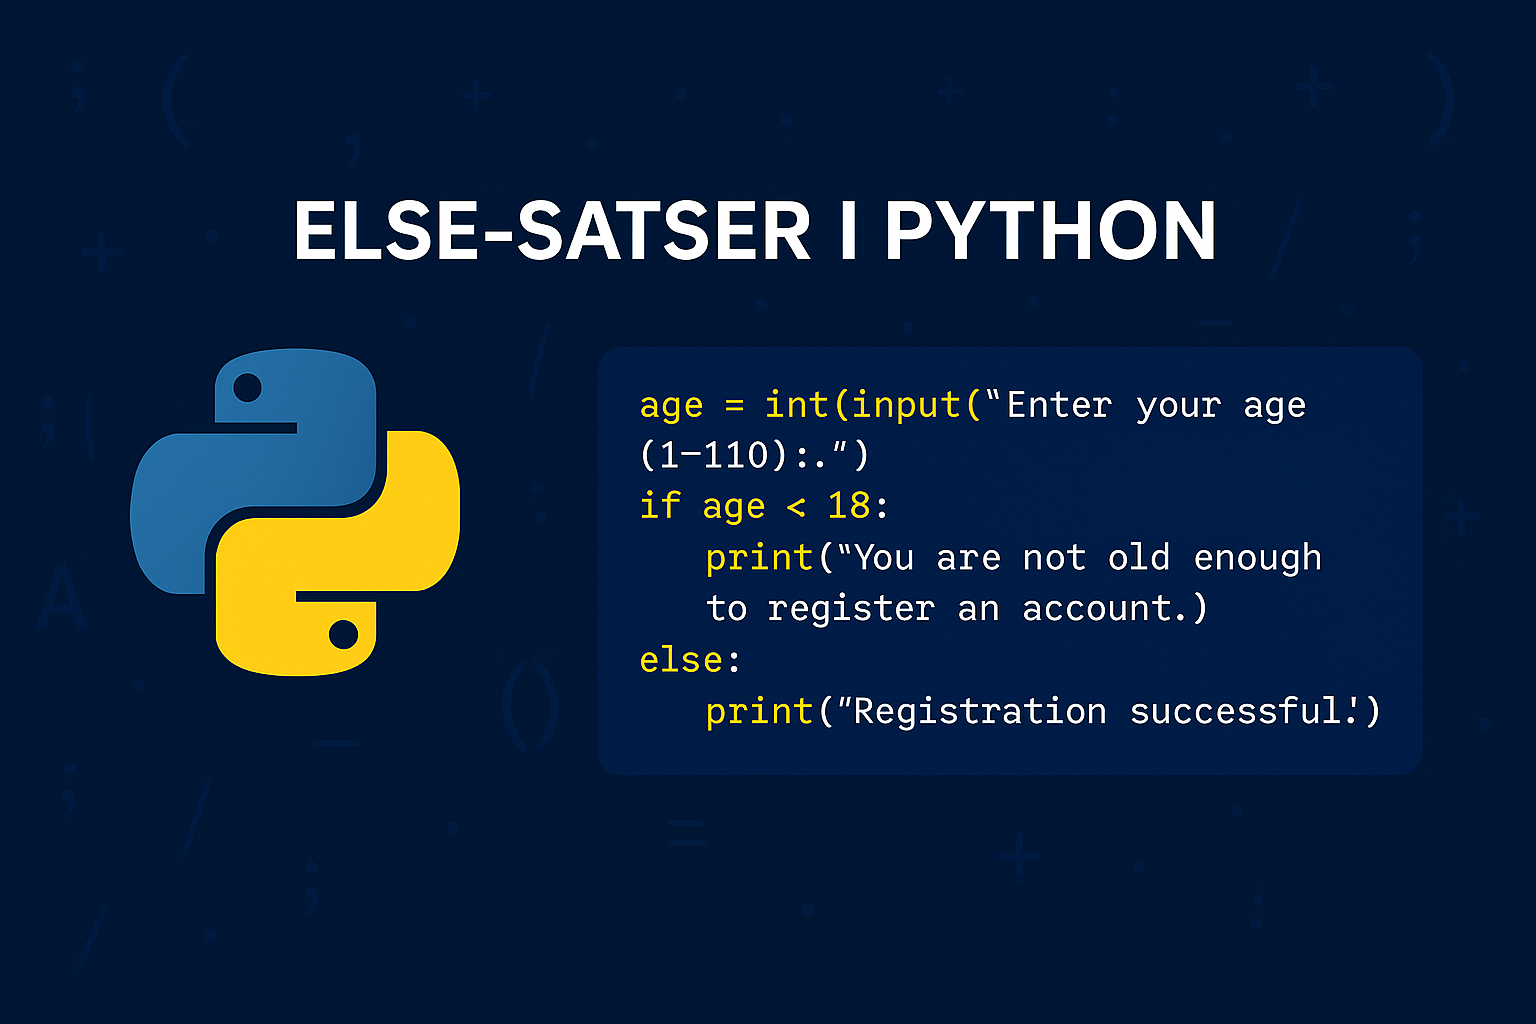 ELSE-SATSER I PYTHON
age = int(input(“Enter your age
(1–110):.”)
if age < 18:
print(“You are not old enough
to register an account.)
else:
print(”Registration successful!')